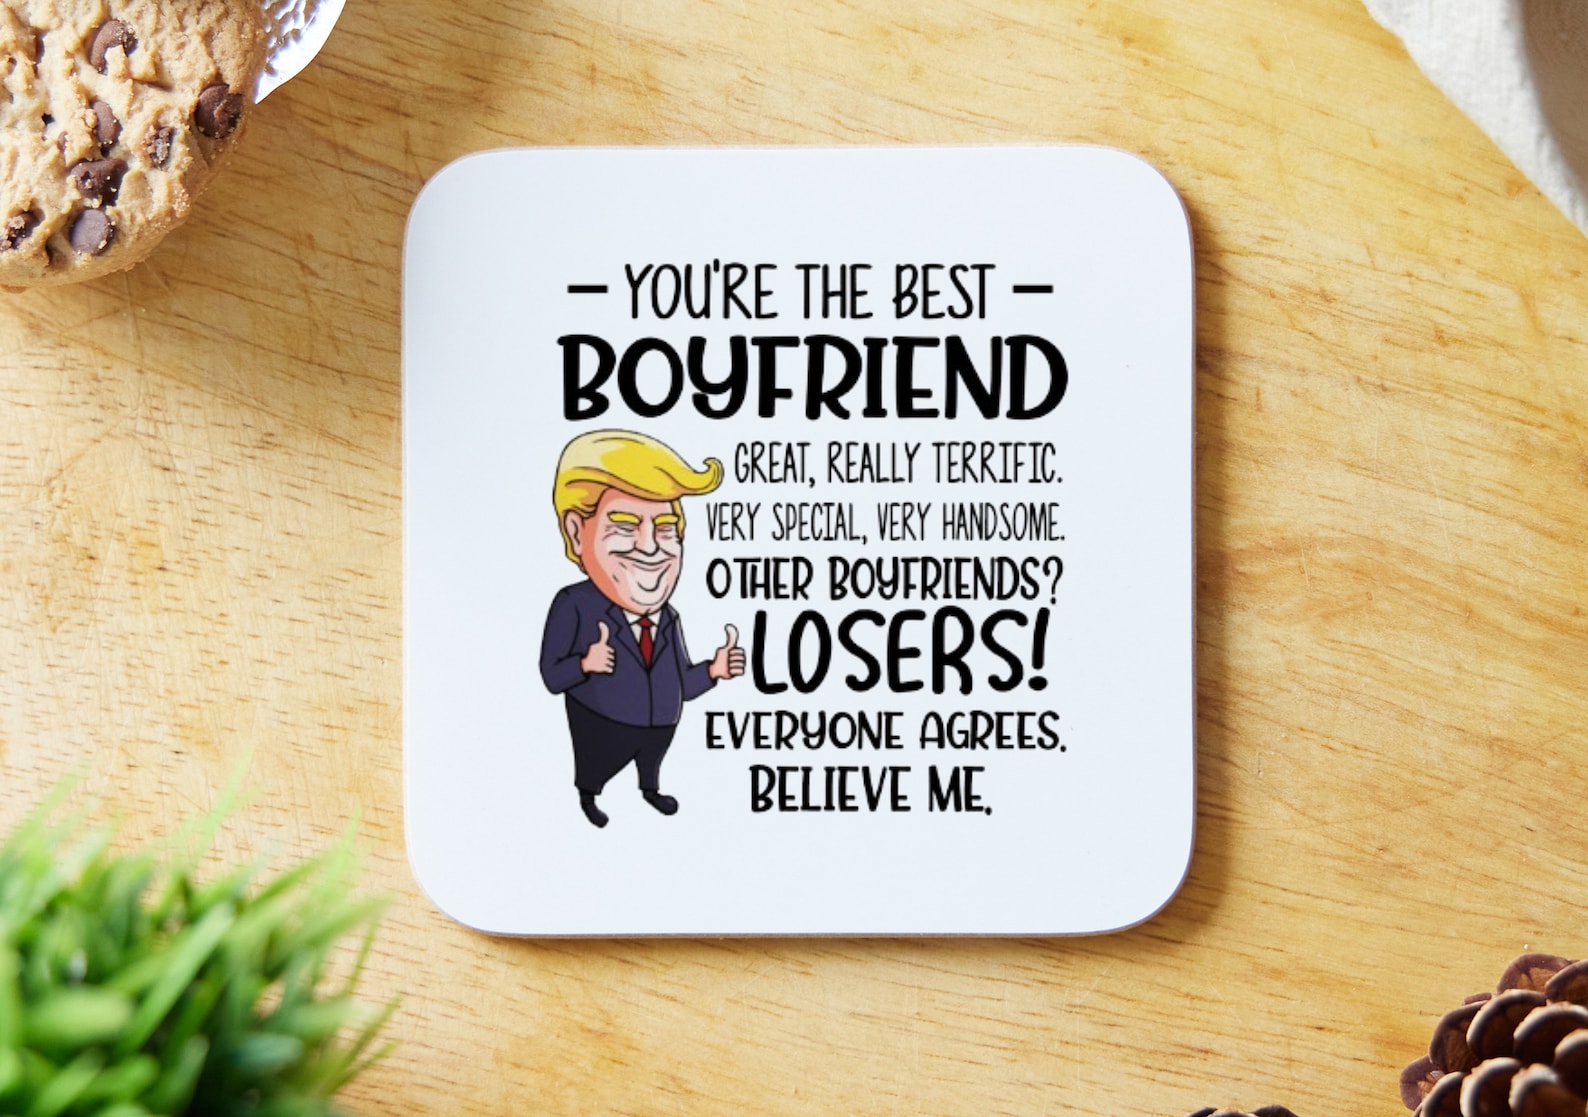 - YOU'RE THE BEST -
BOYFRIEND
GREAT, REALLY TERRIFIC.
VERY SPECIAL, VERY HANDSOME.
OTHER BOYFRIENDS?
LOSERS!
EVERYONE AGREES.
BELIEVE ME.